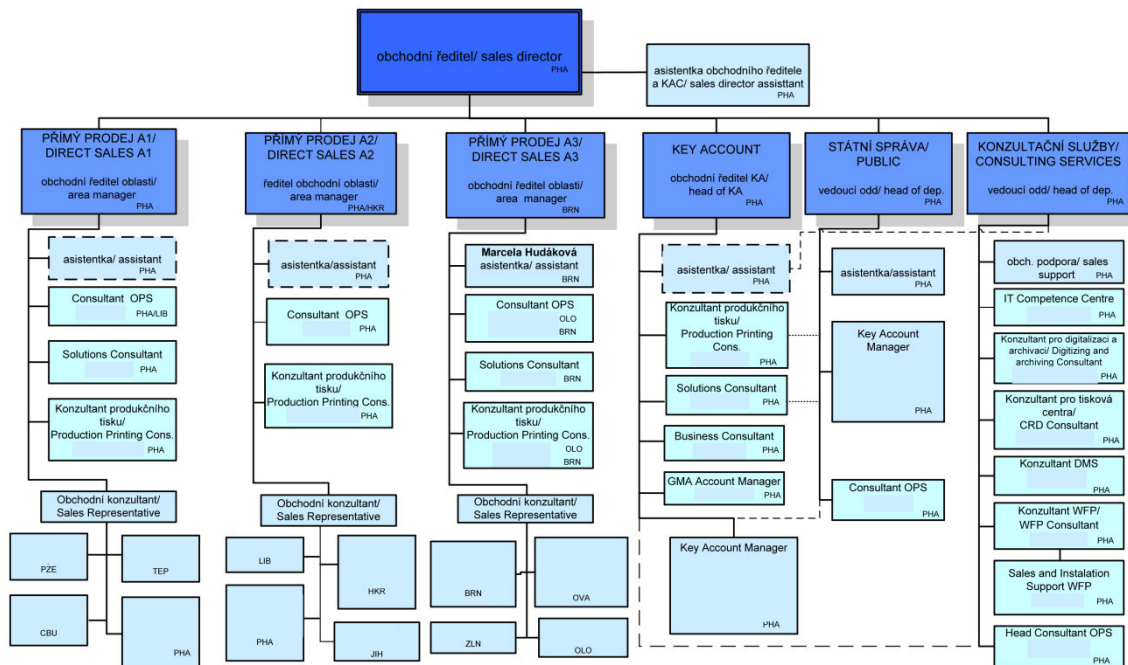 obchodní ředitel/ sales director
PHA
asistentka obchodního ředitele
a KAC/ sales director assisttant
PHA
PŘÍMÝ PRODEJ A1/
DIRECT SALES A1
obchodní ředitel oblasti/
area manager
PHA
PŘÍMÝ PRODEJ A2/
DIRECT SALES A2
ředitel obchodní oblasti/
area manager
PHA/HKR
PŘÍMÝ PRODEJ A3/
DIRECT SALES A3
obchodní ředitel oblasti/
area manager
BRN
KEY ACCOUNT
obchodní ředitel KA/
head of KA
PHA
STÁTNÍ SPRÁVA/
PUBLIC
vedoucí odd/ head of dep.
PHA
KONZULTAČNÍ SLUŽBY/
CONSULTING SERVICES
vedoucí odd/ head of dep.
PHA
asistentka/ assistant
PHA
Consultant OPS
PHA/LIB
Solutions Consultant
PHA
Konzultant produkčního
tisku/
Production Printing Cons.
PHA
Obchodní konzultant/
Sales Representative
PŽE
TEP
CBU
PHA
asistentka/assistant
PHA
Consultant OPS
PHA
Konzultant produkčního
tisku/
Production Printing Cons.
PHA
Obchodní konzultant/
Sales Representative
LIB
HKR
PHA
JIH
Marcela Hudáková
asistentka/ assistant
BRN
Consultant OPS
OLO
BRN
Solutions Consultant
BRN
Konzultant produkčního
tisku/
Production Printing Cons.
OLO
BRN
Obchodní konzultant/
Sales Representative
BRN
OVA
ZLN
OLO
asistentka/ assistant
PHA
Konzultant produkčního
tisku/
Production Printing
Cons.
PHA
Solutions Consultant
PHA
Business Consultant
PHA
GMA Account Manager
PHA
Key Account Manager
PHA
asistentka/assistant
PHA
Key Account
Manager
PHA
Consultant OPS
PHA
obch. podpora/ sales
support
PHA
IT Competence Centre
PHA
Konzultant pro digitalizaci a
archivaci/ Digitizing and
archiving Consultant
PHA
Konzultant pro tisková
centra/
CRD Consultant
PHA
Konzultant DMS
PHA
Konzultant WFP/
WFP Consultant
PHA
Sales and Instalation
Support WFP
PHA
Head Consultant OPS
PHA